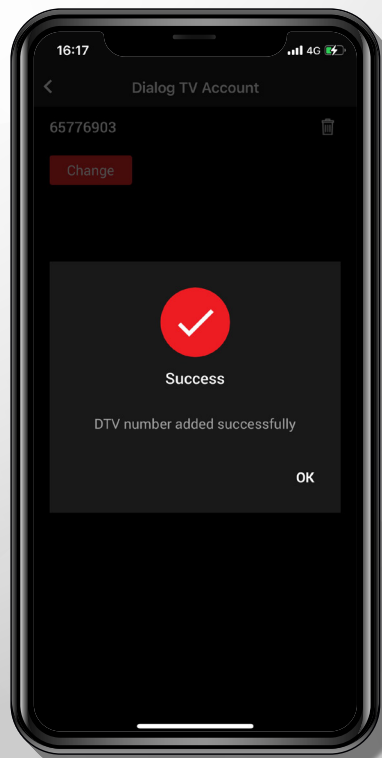 16:17 4G
Dialog TV Account
65776903
Change
Success
DTV number added successfully
OK